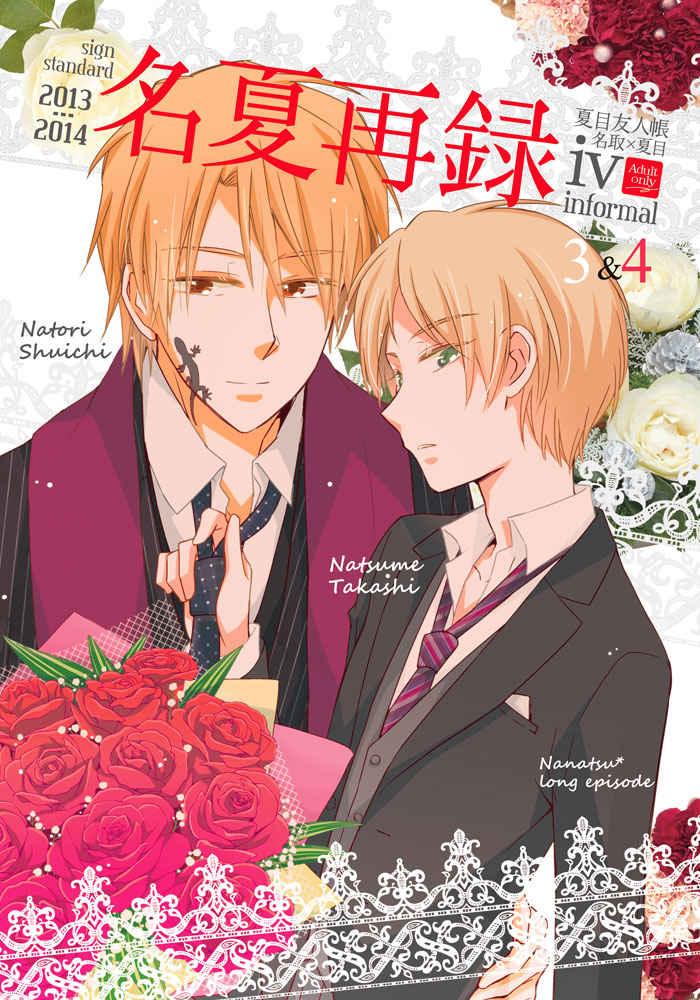 sign
standard
2013
2014
名夏再録
夏目友人帳
名取×夏目
iv
Adult
only
informal
3&4
Natori
Shuichi
Natsume
Takashi
Nanatsu*
long episode